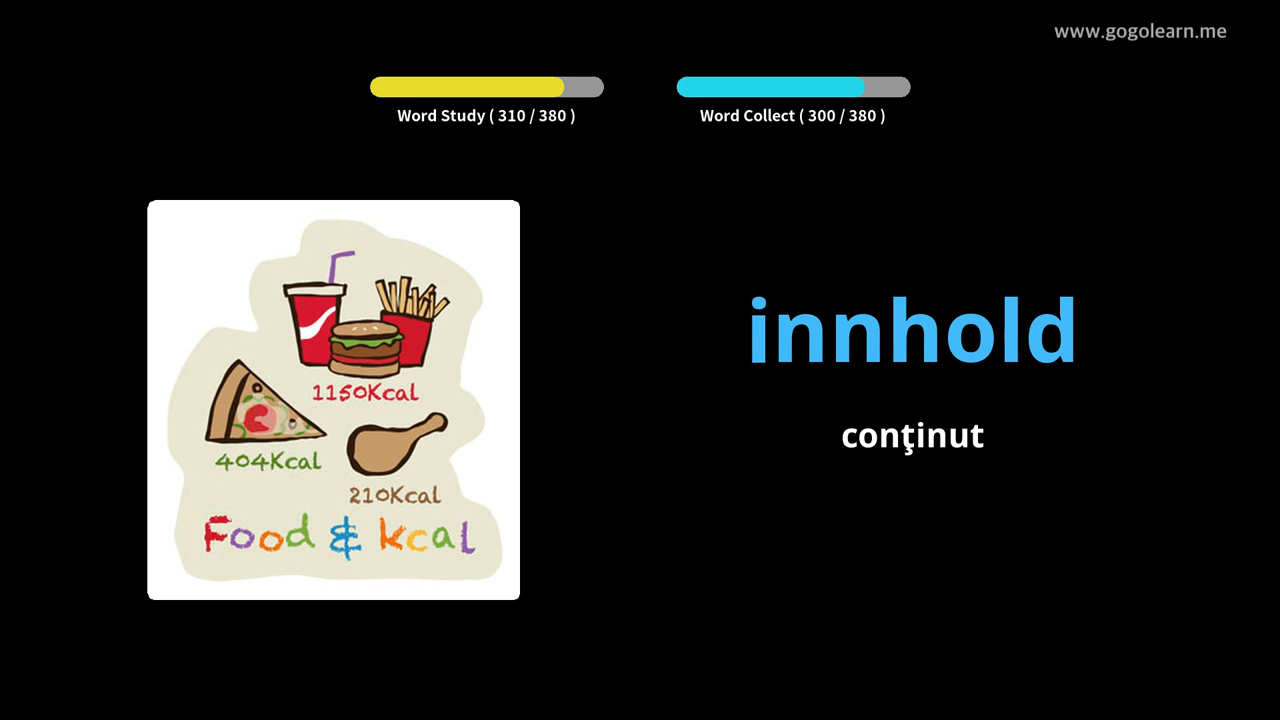 www.gogolearn.me
Word Study ( 310 / 380 )
Word Collect ( 300 / 380 )
1150Kcal
404Kcal
210Kcal
Food & kcal
innhold
conţinut